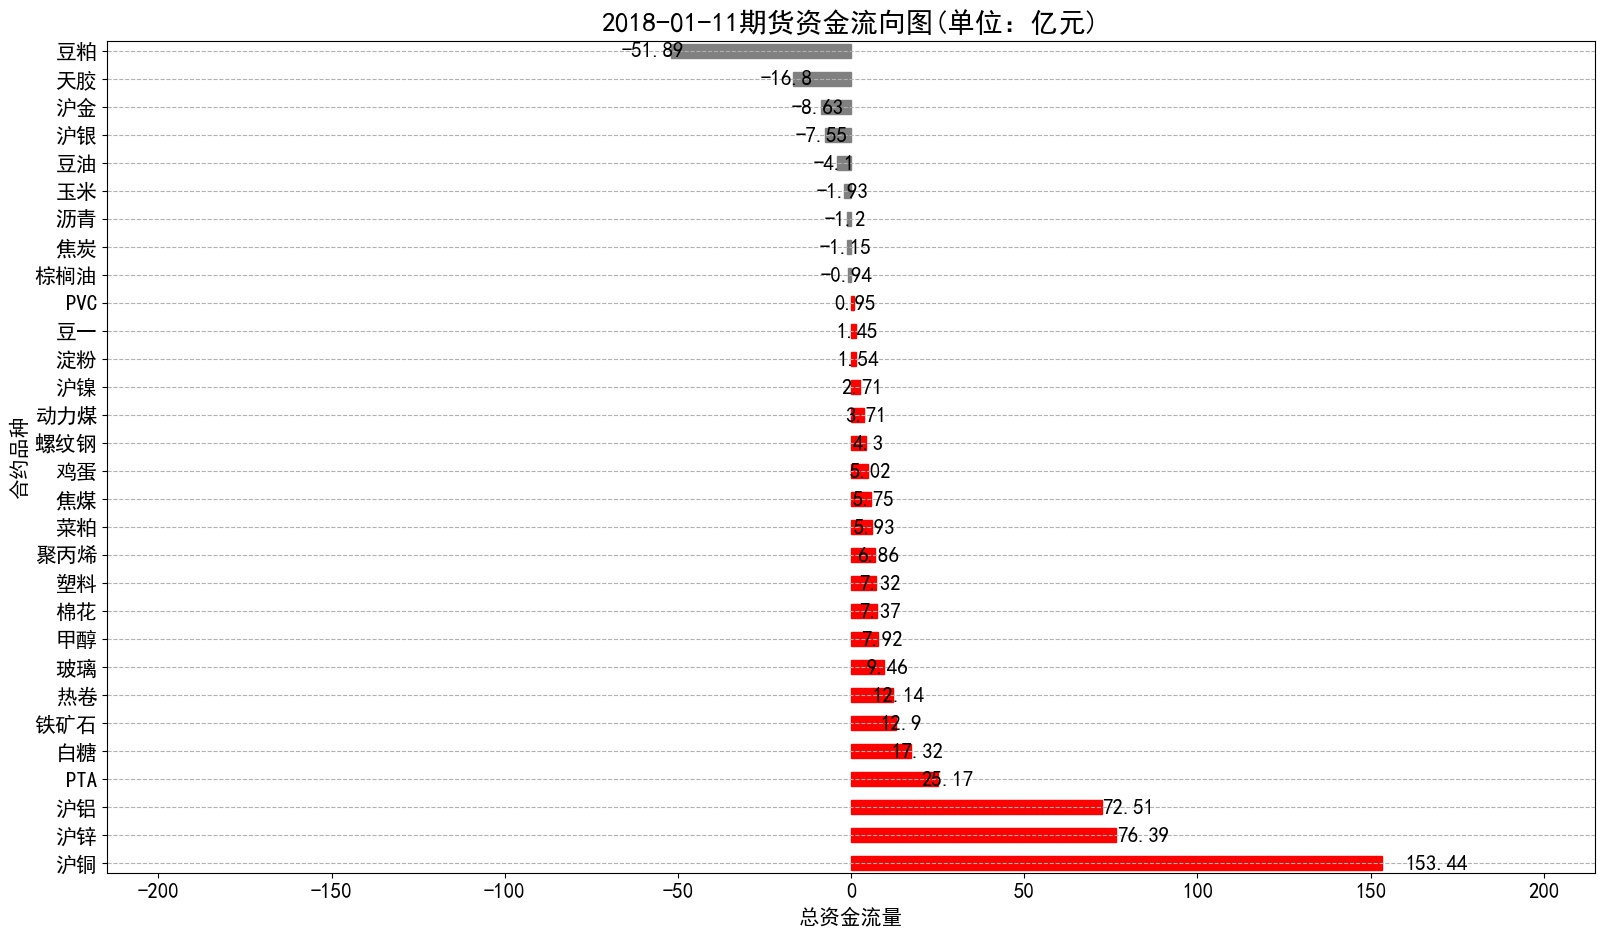 2018-01-11期货资金流向图(单位：亿元)
合约品种
豆粕 -51.89
天胶 -16.8
沪金 -8.63
沪银 -7.55
豆油 -4.1
玉米 -1.93
沥青 -1.2
焦炭 -1.15
棕榈油 -0.94
PVC 0.95
豆一 1.45
淀粉 1.54
沪镍 2.71
动力煤 3.71
螺纹钢 4.3
鸡蛋 5.02
焦煤 5.75
菜粕 5.93
聚丙烯 6.86
塑料 7.32
棉花 7.37
甲醇 7.92
玻璃 9.46
热卷 12.14
铁矿石 12.9
白糖 17.32
PTA 25.17
沪铝 72.51
沪锌 76.39
沪铜 153.44
-200 -150 -100 -50 0 50 100 150 200
总资金流量